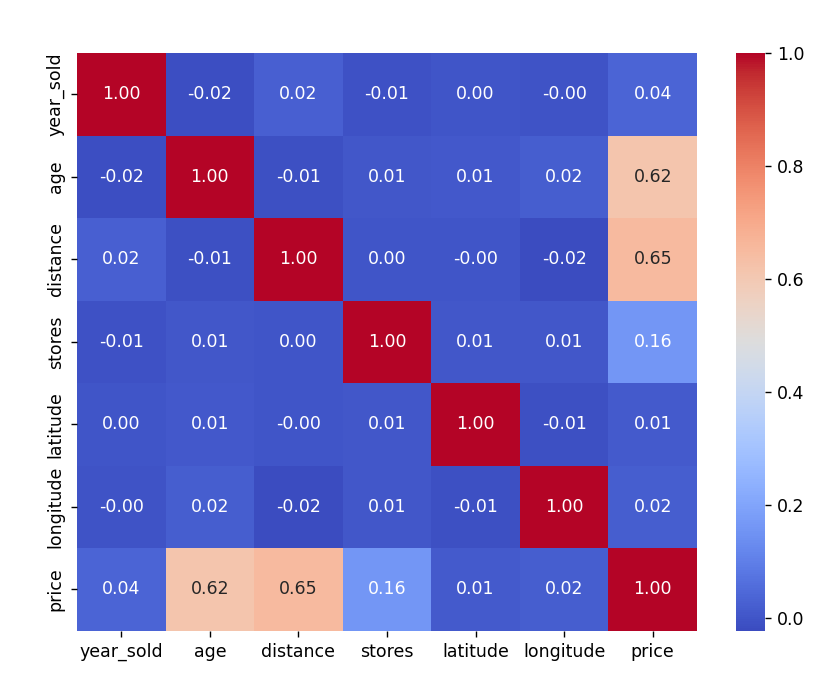 year_sold 1.00 -0.02 0.02 -0.01 0.00 -0.00 0.04
age -0.02 1.00 -0.01 0.01 0.01 0.02 0.62
distance 0.02 -0.01 1.00 0.00 -0.00 -0.02 0.65
stores -0.01 0.01 0.00 1.00 0.01 0.01 0.16
latitude 0.00 0.01 -0.00 0.01 1.00 -0.01 0.01
longitude -0.00 0.02 -0.02 0.01 -0.01 1.00 0.02
price 0.04 0.62 0.65 0.16 0.01 0.02 1.00
year_sold age distance stores latitude longitude price
1.0
0.8
0.6
0.4
0.2
0.0